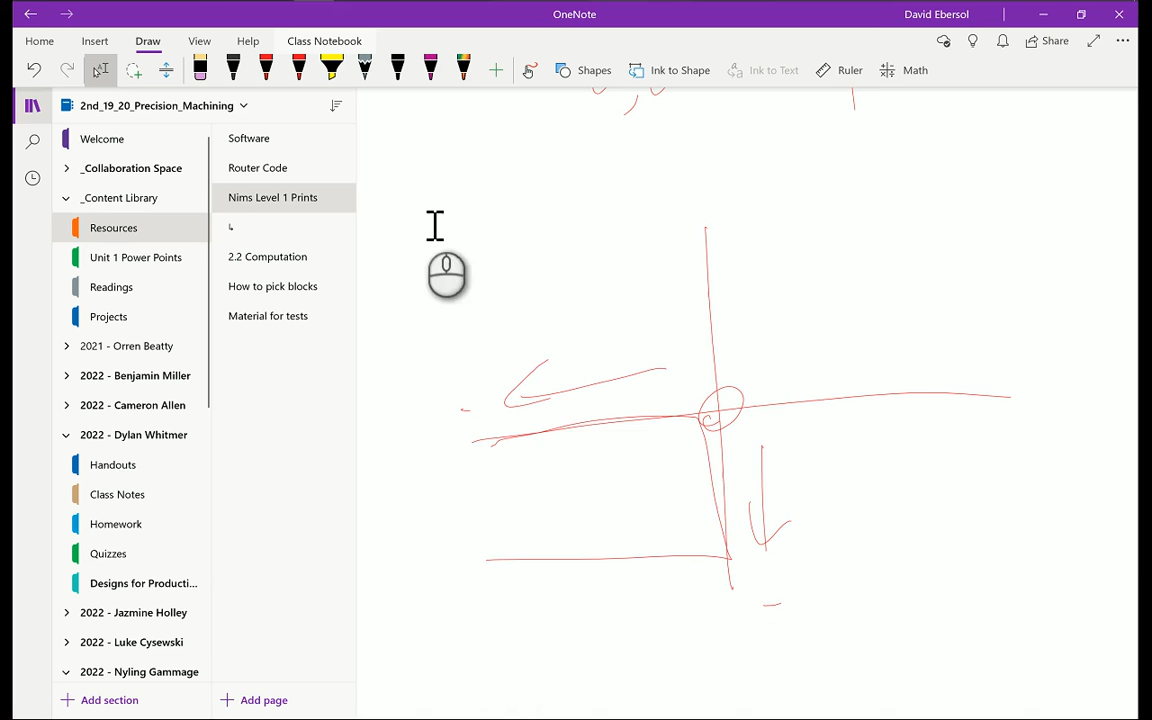 OneNote
David Ebersol
Home
Insert
Draw
View
Help
Class Notebook
Share
Shapes
Ink to Shape
Ink to Text
Ruler
Math
2nd_19_20_Precision_Machining
Welcome
_Collaboration Space
_Content Library
Resources
Unit 1 Power Points
Readings
Projects
2021 - Orren Beatty
2022 - Benjamin Miller
2022 - Cameron Allen
2022 - Dylan Whitmer
Handouts
Class Notes
Homework
Quizzes
Designs for Producti...
2022 - Jazmine Holley
2022 - Luke Cysewski
2022 - Nyling Gammage
Add section
Software
Router Code
Nims Level 1 Prints
2.2 Computation
How to pick blocks
Material for tests
Add page